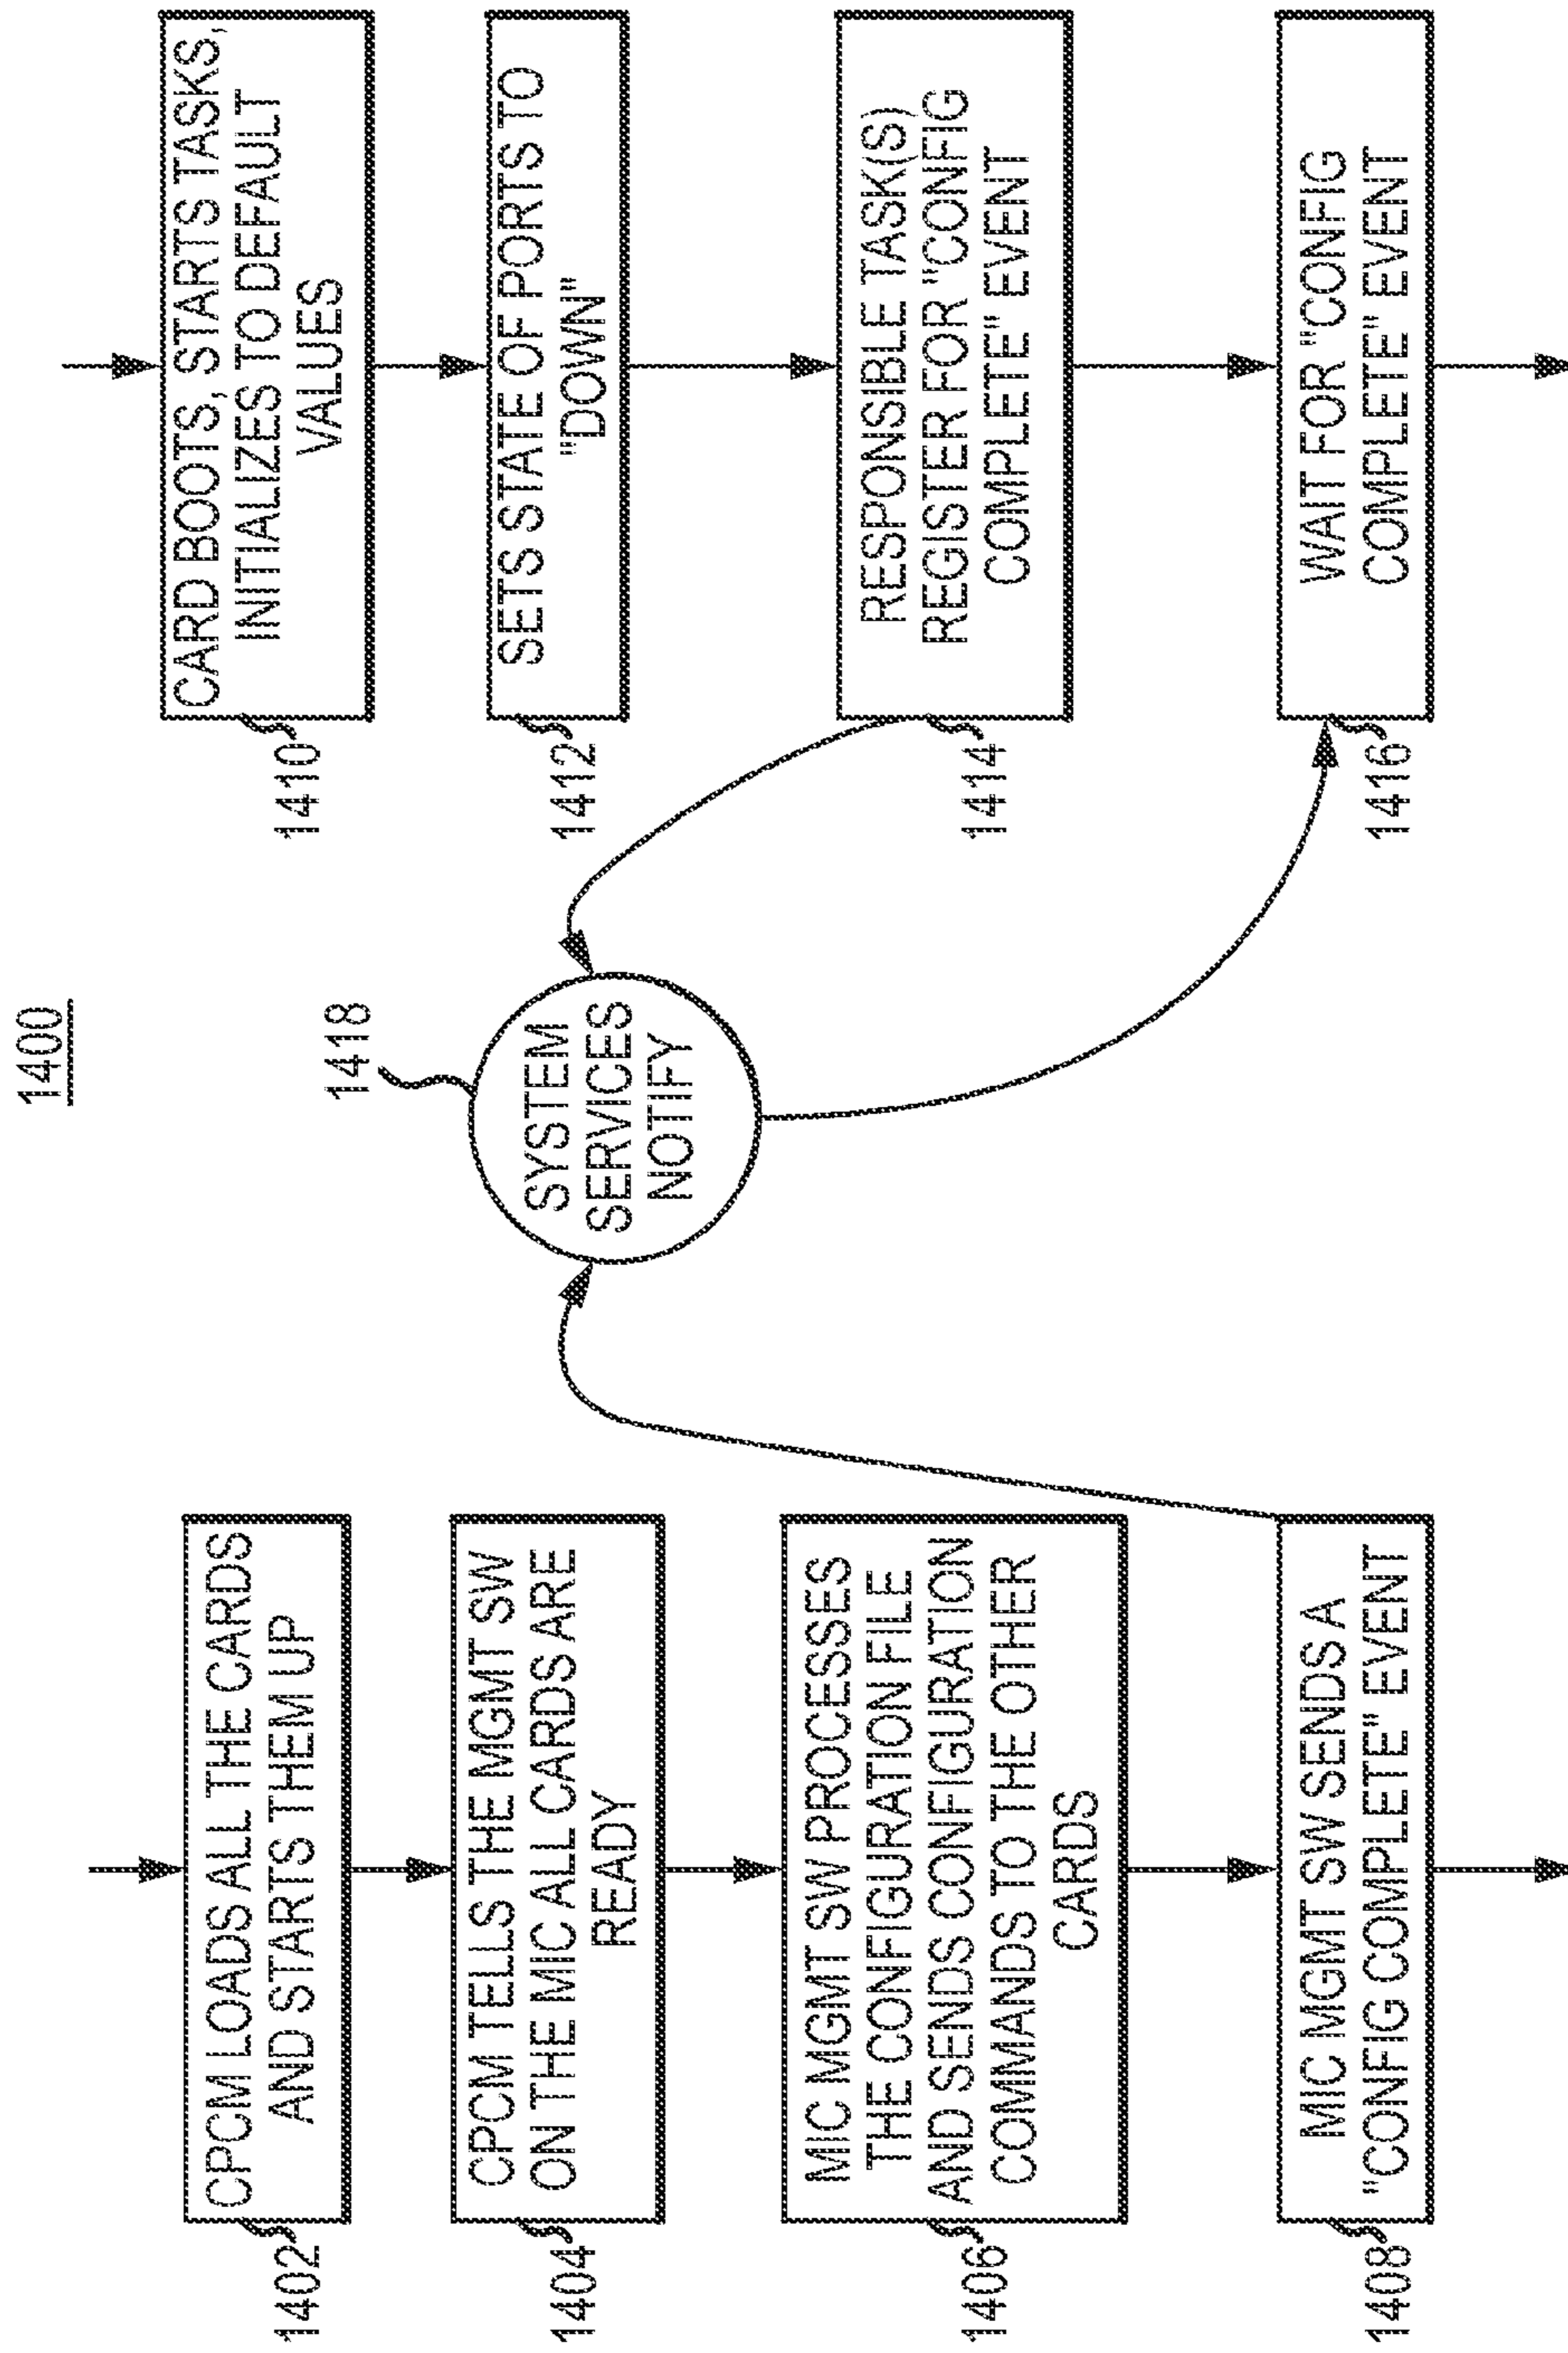 1400
CPCM LOADS ALL THE CARDS
AND STARTS THEM UP
1402
CPCM TELLS THE MGMT SW
ON THE MIC ALL CARDS ARE
READY
1404
MIC MGMT SW PROCESSES
THE CONFIGURATION FILE
AND SENDS CONFIGURATION
COMMANDS TO THE OTHER
CARDS
1406
MIC MGMT SW SENDS A
"CONFIG COMPLETE" EVENT
1408
1418
SYSTEM
SERVICES
NOTIFY
CARD BOOTS, STARTS TASKS,
INITIALIZES TO DEFAULT
VALUES
1410
SETS STATE OF PORTS TO
"DOWN"
1412
RESPONSIBLE TASK(S)
REGISTER FOR "CONFIG
COMPLETE" EVENT
1414
WAIT FOR "CONFIG
COMPLETE" EVENT
1416